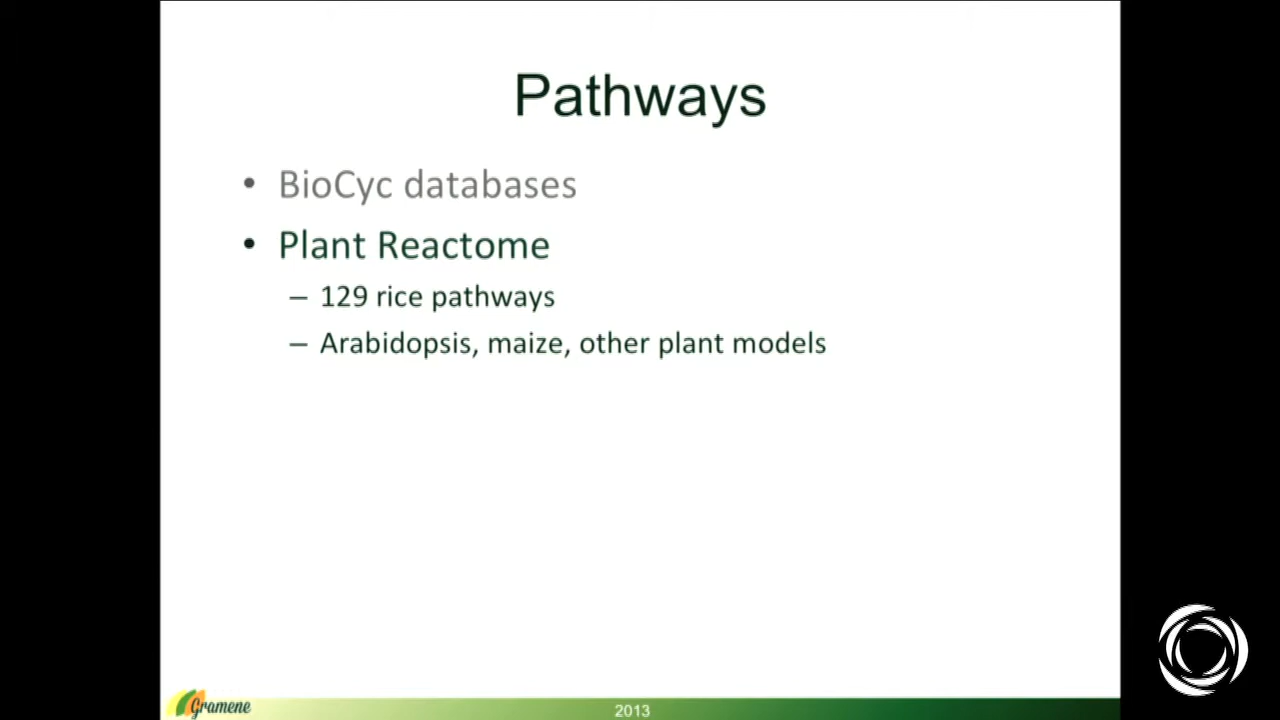 Pathways
• BioCyc databases
• Plant Reactome
– 129 rice pathways
– Arabidopsis, maize, other plant models
Gramene
2013